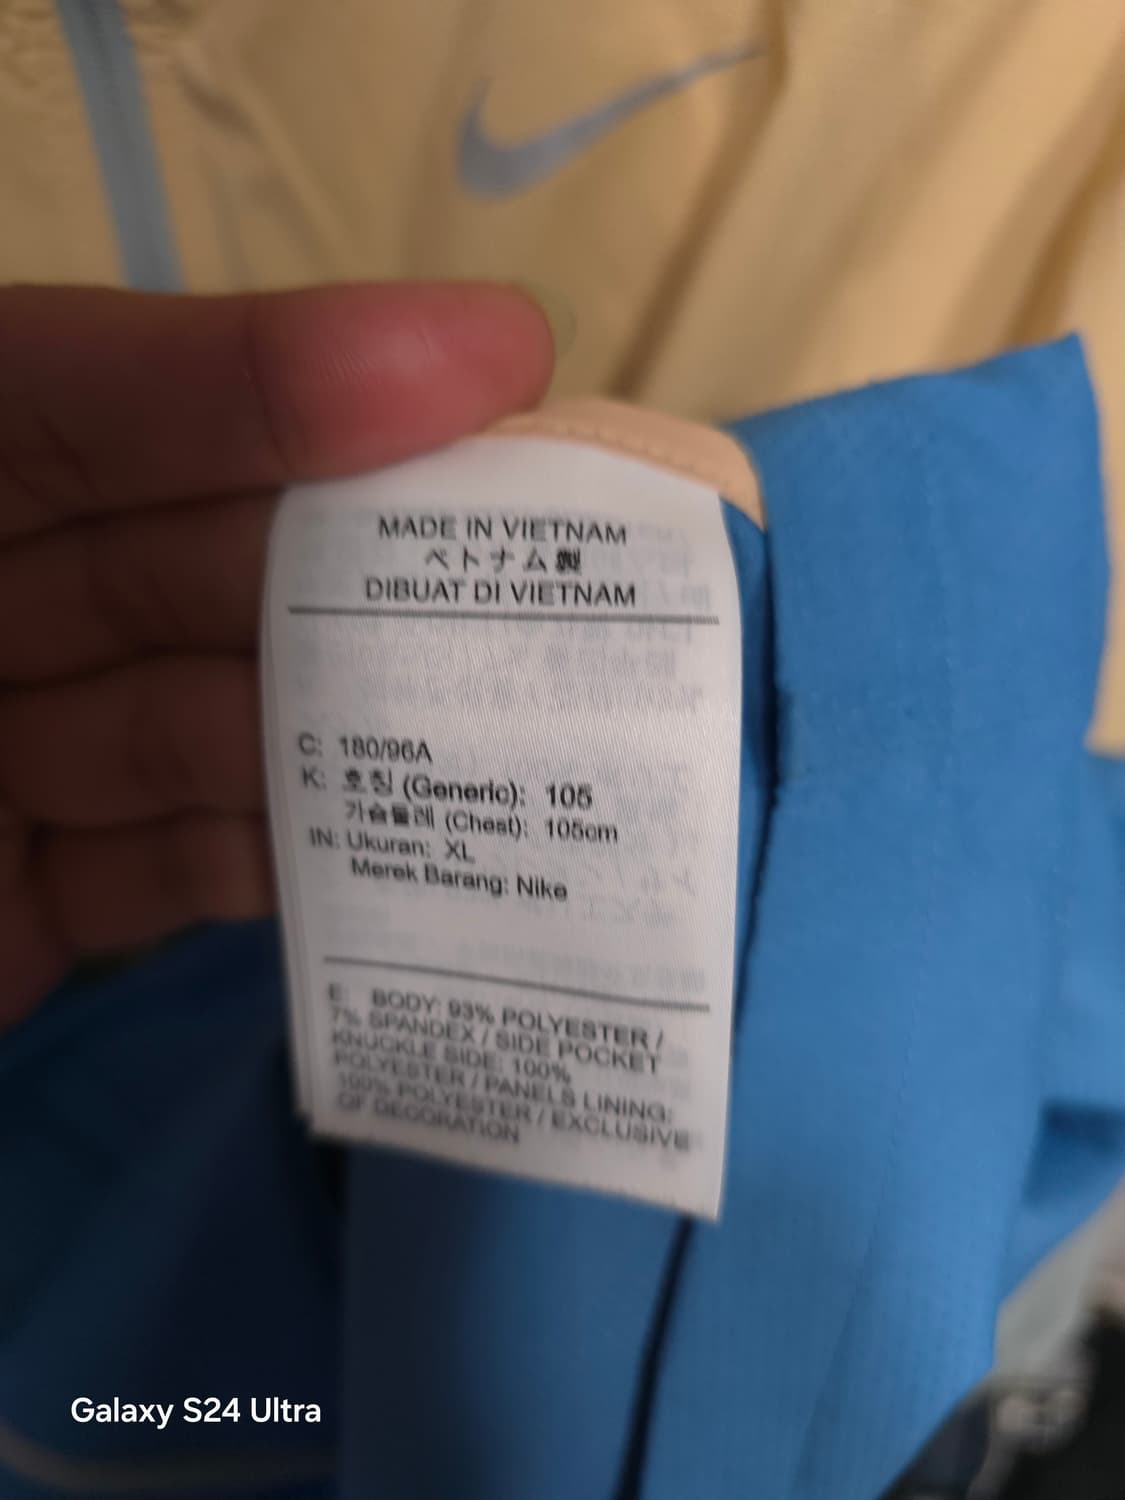 MADE IN VIETNAM
ベトナム製
DIBUAT DI VIETNAM
C: 180/96A
K: 호칭 (Generic): 105
가슴둘레 (Chest): 105cm
IN: Ukuran: XL
Merek Barang: Nike
E: BODY: 93% POLYESTER /
7% SPANDEX / SIDE POCKET
KNUCKLE SIDE: 100%
POLYESTER / PANELS LINING:
100% POLYESTER / EXCLUSIVE
OF DECORATION
Galaxy S24 Ultra